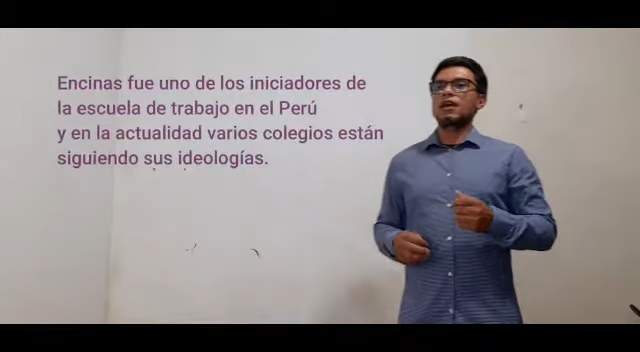 Encinas fue uno de los iniciadores de
la escuela de trabajo en el Perú
y en la actualidad varios colegios están
siguiendo sus ideologías.